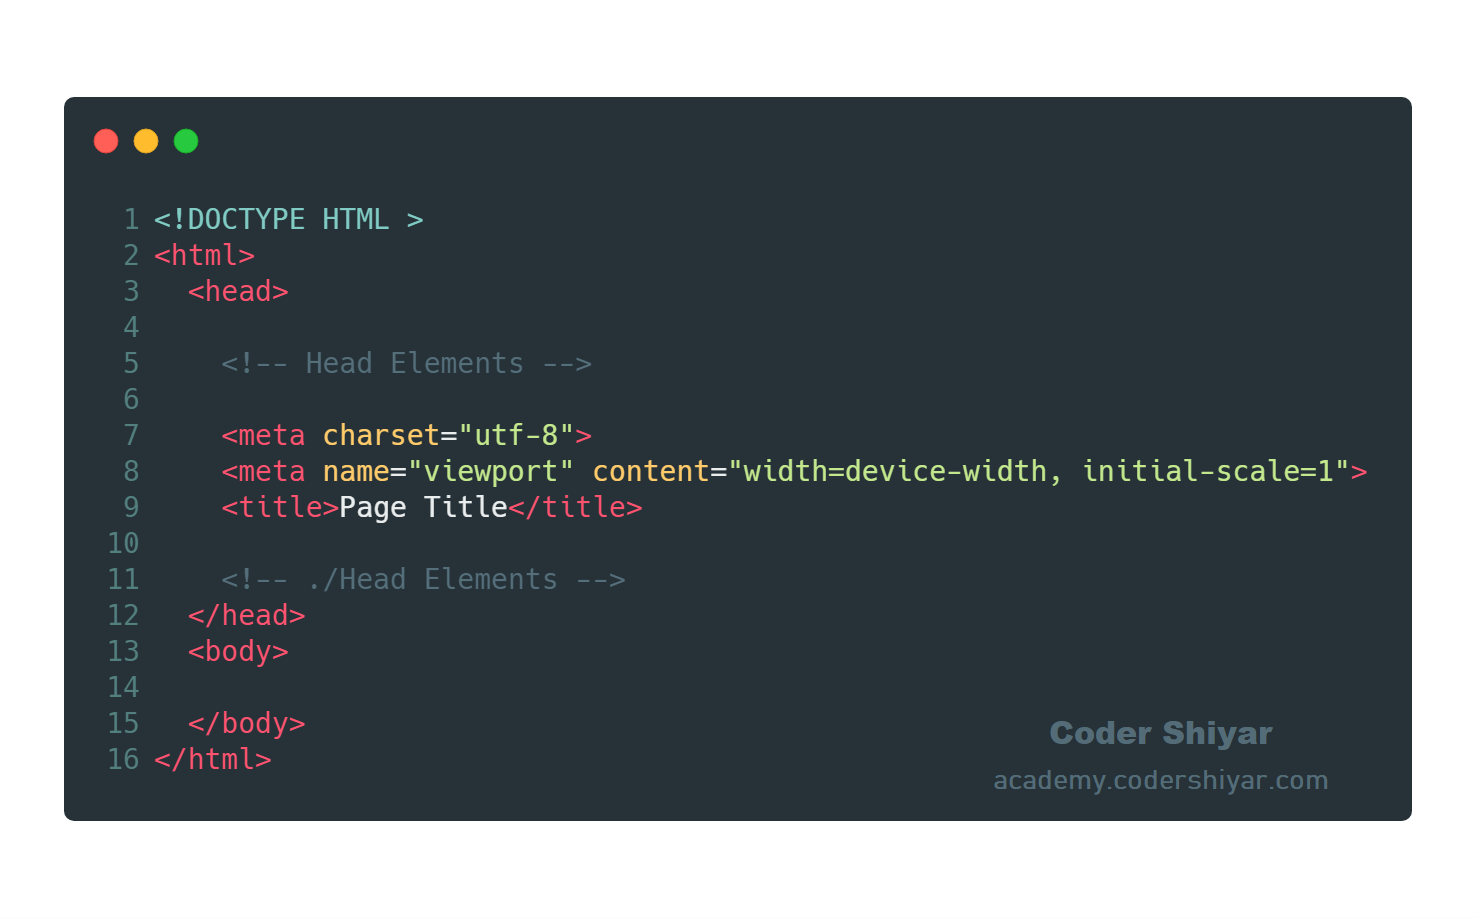 1 <!DOCTYPE HTML >
2 <html>
3   <head>
4
5     <!-- Head Elements -->
6
7     <meta charset="utf-8">
8     <meta name="viewport" content="width=device-width, initial-scale=1">
9     <title>Page Title</title>
10
11     <!-- ./Head Elements -->
12   </head>
13   <body>
14
15   </body>
16 </html>
Coder Shiyar
academy.codershiyar.com